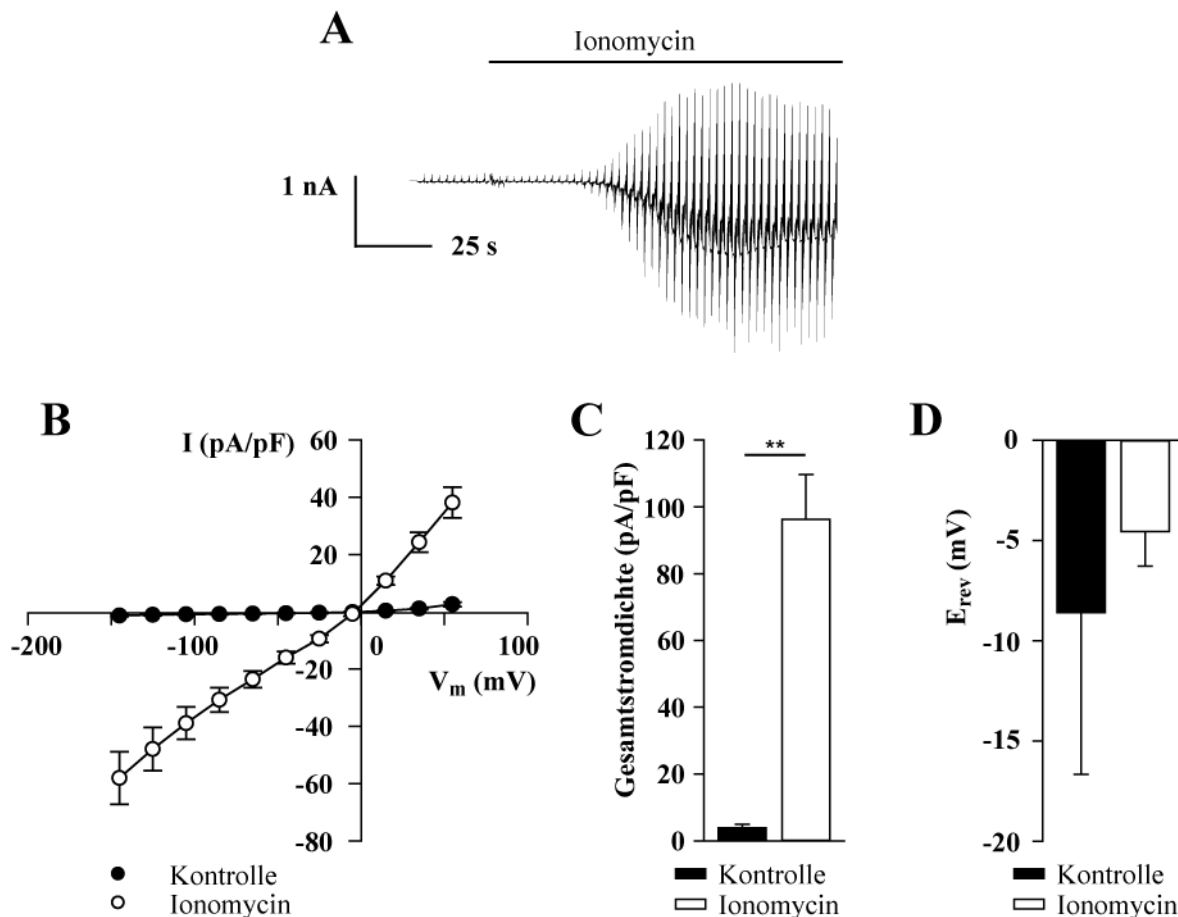 A
Ionomycin
1 nA
25 s
B
I (pA/pF)
60
40
20
-200
-100
0
100
V_m (mV)
-20
-40
-60
-80
Kontrolle
Ionomycin
C
Gesamtstromdichte (pA/pF)
120
100
80
60
40
20
0
**
Kontrolle
Ionomycin
D
E_rev (mV)
0
-5
-10
-15
-20
Kontrolle
Ionomycin